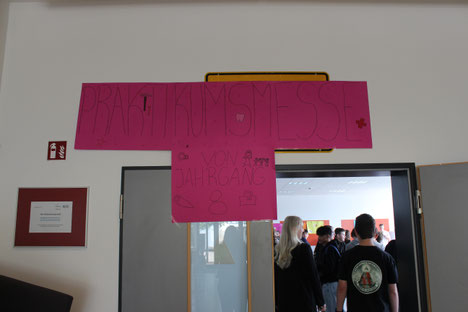 PRAKTIKUMSMESSE
VON
JAHRGANG
8